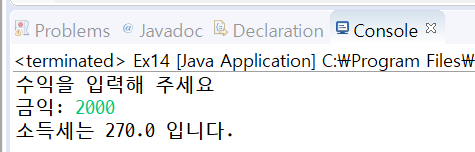 Problems @ Javadoc Declaration Console
<terminated> Ex14 [Java Application] C:₩Program Files₩
수익을 입력해 주세요
금익: 2000
소득세는 270.0 입니다.